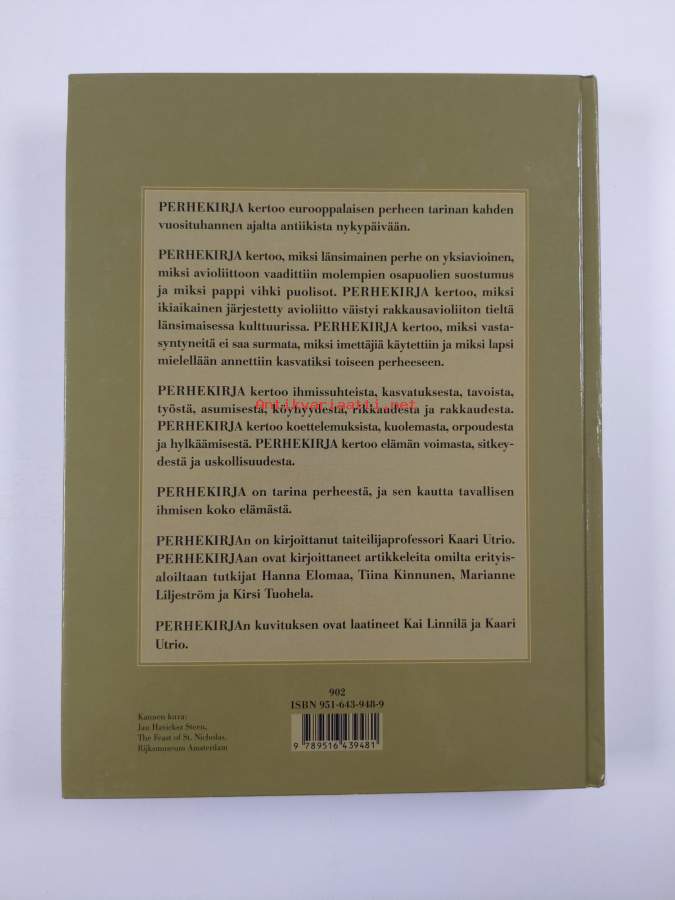 PERHEKIRJA kertoo eurooppalaisen perheen tarinan kahden
vuosituhannen ajalta antiikista nykypäivään.
PERHEKIRJA kertoo, miksi länsimainen perhe on yksiavioinen,
miksi avioliittoon vaadittiin molempien osapuolien suostumus
ja miksi pappi vihki puolisot. PERHEKIRJA kertoo, miksi
ikiaikainen järjestetty avioliitto väistyi rakkausavioliiton tieltä
länsimaisessa kulttuurissa. PERHEKIRJA kertoo, miksi vasta-
syntyneitä ei saa surmata, miksi imettäjiä käytettiin ja miksi lapsi
mielellään annettiin kasvatiksi toiseen perheeseen.
PERHEKIRJA kertoo ihmissuhteista, kasvatuksesta, tavoista,
työstä, asumisesta, köyhyydestä, rikkaudesta ja rakkaudesta.
Antikvariaatti.net
PERHEKIRJA kertoo koettelemuksista, kuolemasta, orpoudesta
ja hylkäämisestä. PERHEKIRJA kertoo elämän voimasta, sitkey-
destä ja uskollisuudesta.
PERHEKIRJA on tarina perheestä, ja sen kautta tavallisen
ihmisen koko elämästä.
PERHEKIRJAn on kirjoittanut taiteilijaprofessori Kaari Utrio.
PERHEKIRJAan ovat kirjoittaneet artikkeleita omilta erityis-
aloiltaan tutkijat Hanna Elomaa, Tiina Kinnunen, Marianne
Liljeström ja Kirsi Tuohela.
PERHEKIRJAn kuvituksen ovat laatineet Kai Linnilä ja Kaari
Utrio.
902
ISBN 951-643-948-9
9 789516 439481
Kannen kuva:
Jan Havicksz Steen,
The Feast of St. Nicholas,
Rijksmuseum Amsterdam